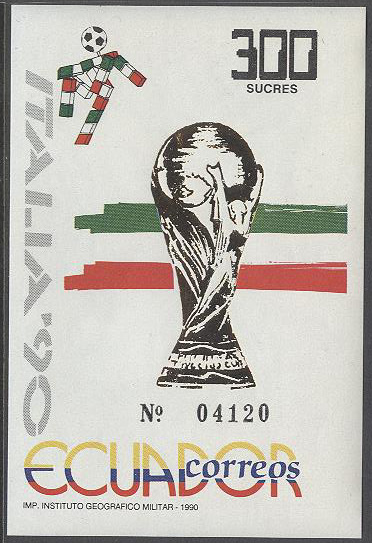 300
SUCRES
ITALIA'90
Nº 04120
ECUADOR
correos
IMP. INSTITUTO GEOGRAFICO MILITAR - 1990